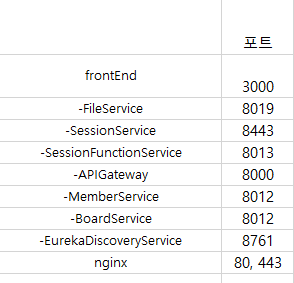 포트
frontEnd 3000
-FileService 8019
-SessionService 8443
-SessionFunctionService 8013
-APIGateway 8000
-MemberService 8012
-BoardService 8012
-EurekaDiscoveryService 8761
nginx 80, 443